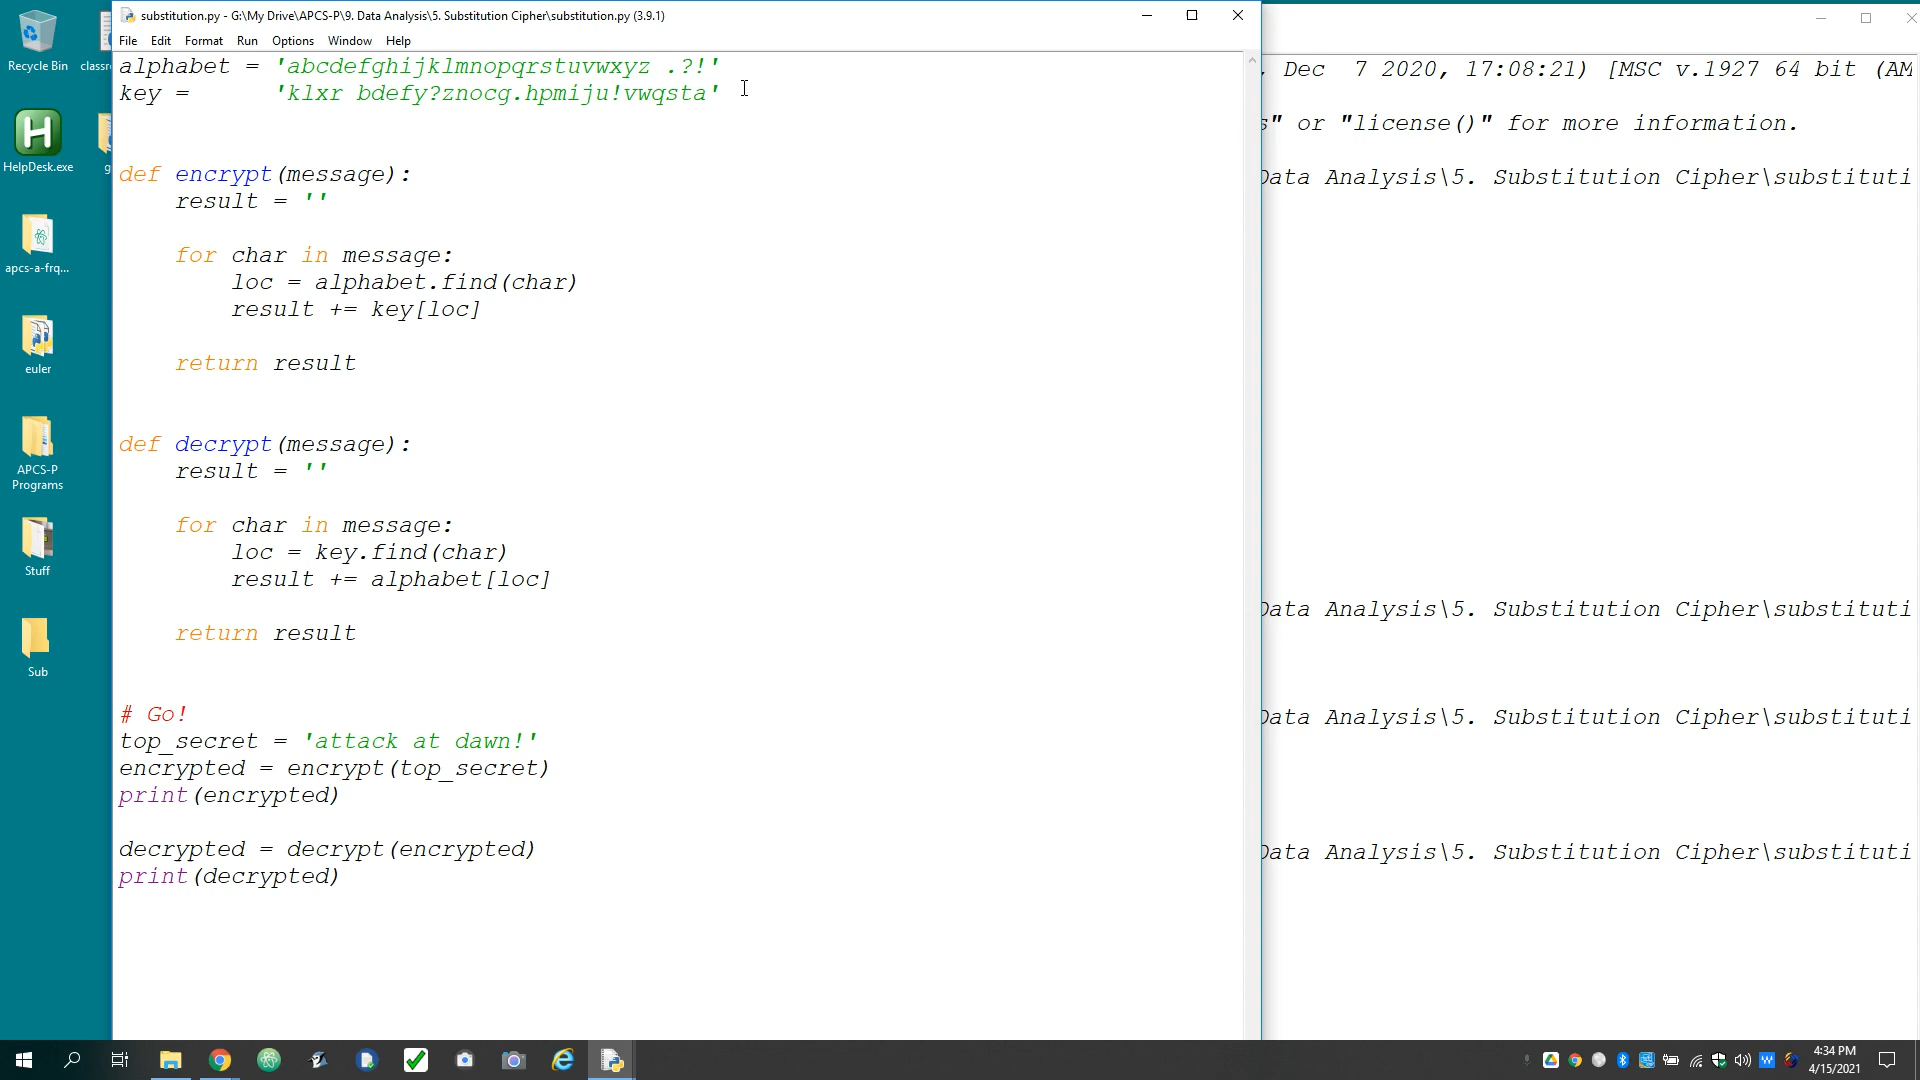 substitution.py - G:\My Drive\APCS-P\9. Data Analysis\5. Substitution Cipher\substitution.py (3.9.1)
File Edit Format Run Options Window Help
alphabet = 'abcdefghijklmnopqrstuvwxyz .?!'
key =      'klxr bdefy?znocg.hpmiju!vwqsta'
def encrypt(message):
    result = ''
    for char in message:
        loc = alphabet.find(char)
        result += key[loc]
    return result
def decrypt(message):
    result = ''
    for char in message:
        loc = key.find(char)
        result += alphabet[loc]
    return result
# Go!
top_secret = 'attack at dawn!'
encrypted = encrypt(top_secret)
print(encrypted)
decrypted = decrypt(encrypted)
print(decrypted)
, Dec  7 2020, 17:08:21) [MSC v.1927 64 bit (AM
s" or "license()" for more information.
Data Analysis\5. Substitution Cipher\substituti
Data Analysis\5. Substitution Cipher\substituti
Data Analysis\5. Substitution Cipher\substituti
Data Analysis\5. Substitution Cipher\substituti
Recycle Bin
classr
HelpDesk.exe
g
apcs-a-frq...
euler
APCS-P
Programs
Stuff
Sub
4:34 PM
4/15/2021